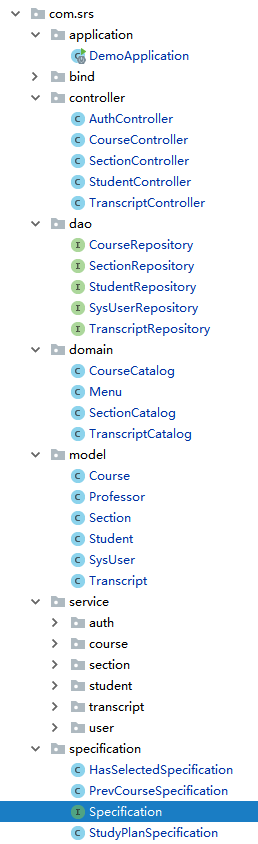 com.srs
application
DemoApplication
bind
controller
AuthController
CourseController
SectionController
StudentController
TranscriptController
dao
CourseRepository
SectionRepository
StudentRepository
SysUserRepository
TranscriptRepository
domain
CourseCatalog
Menu
SectionCatalog
TranscriptCatalog
model
Course
Professor
Section
Student
SysUser
Transcript
service
auth
course
section
student
transcript
user
specification
HasSelectedSpecification
PrevCourseSpecification
Specification
StudyPlanSpecification